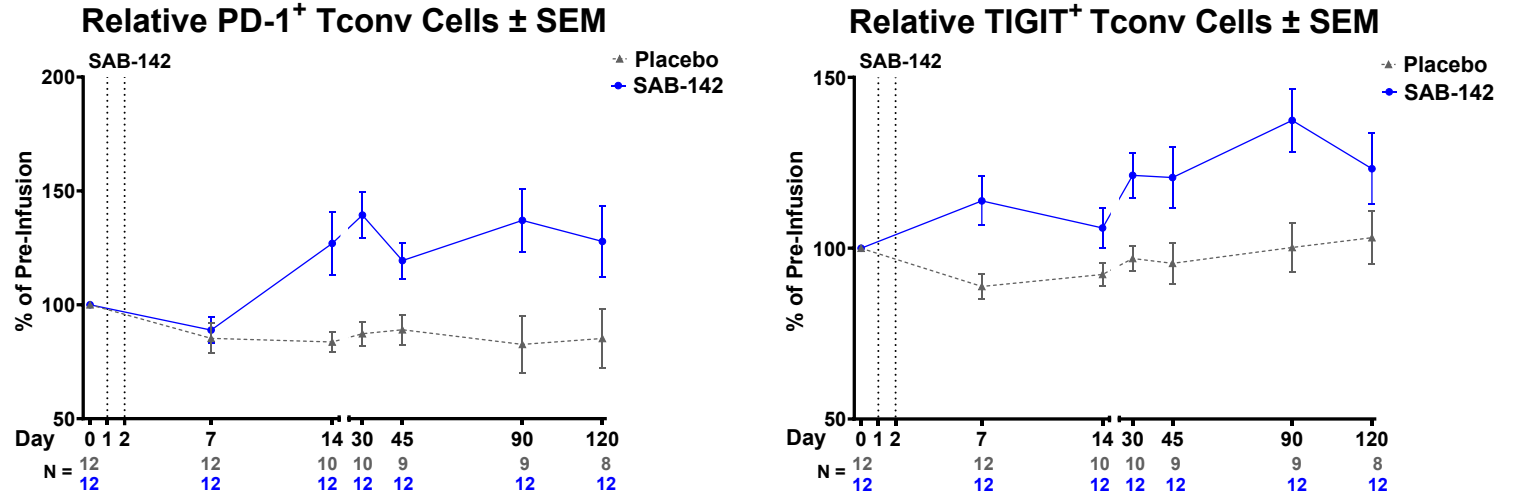 Relative PD-1+ Tconv Cells ± SEM
SAB-142
Placebo
SAB-142
% of Pre-Infusion
200
150
100
50
Day 0 1 2 7 14 30 45 90 120
N = 12 12 10 10 9 9 8
12 12 12 12 12 12 12
Relative TIGIT+ Tconv Cells ± SEM
SAB-142
Placebo
SAB-142
% of Pre-Infusion
150
100
50
Day 0 1 2 7 14 30 45 90 120
N = 12 12 10 10 9 9 8
12 12 12 12 12 12 12